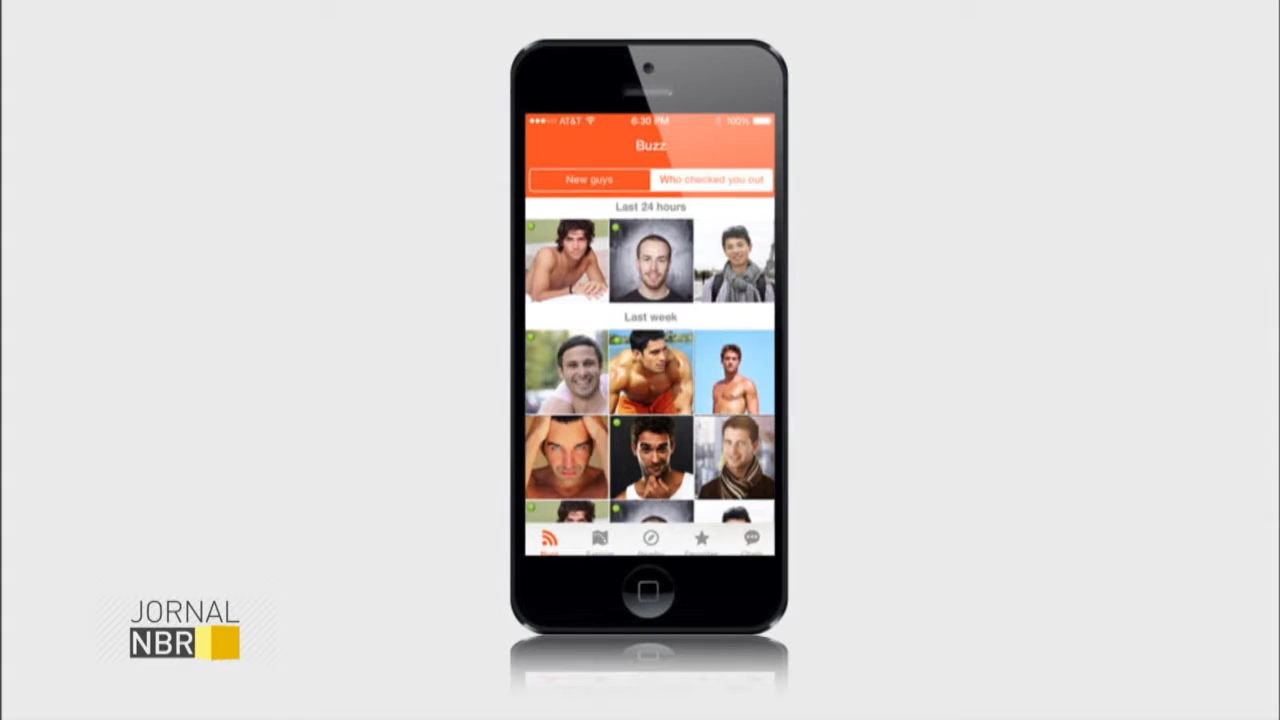 AT&T 6:30 PM 100%
Buzz
New guys Who checked you out
Last 24 hours
Last week
JORNAL
NBR